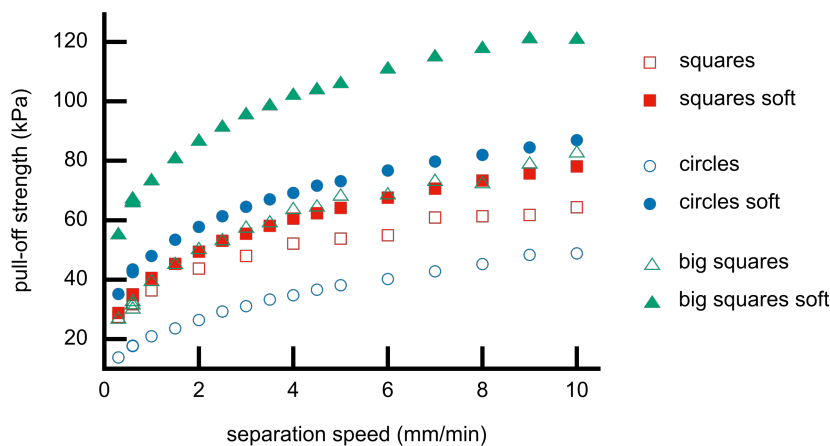 120
100
80
60
40
20
pull-off strength (kPa)
0
2
4
6
8
10
separation speed (mm/min)
squares
squares soft
circles
circles soft
big squares
big squares soft